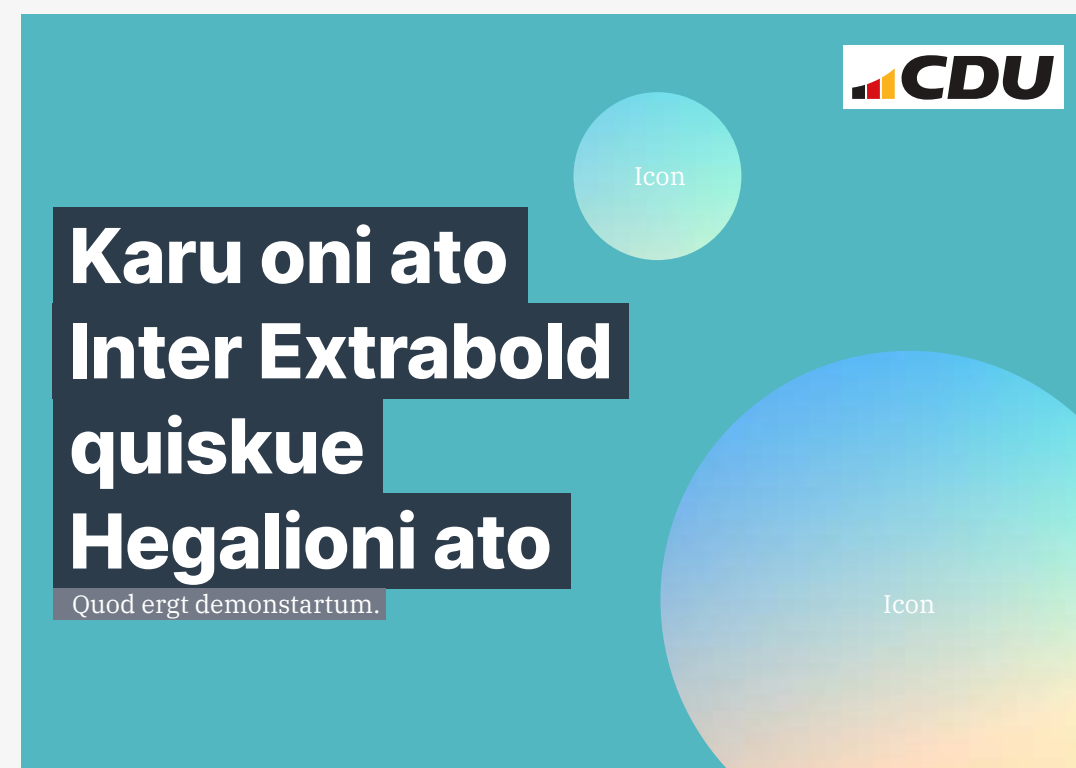 CDU
Icon
Karu oni ato
Inter Extrabold
quiskue
Hegalioni ato
Quod ergt demonstartum.
Icon